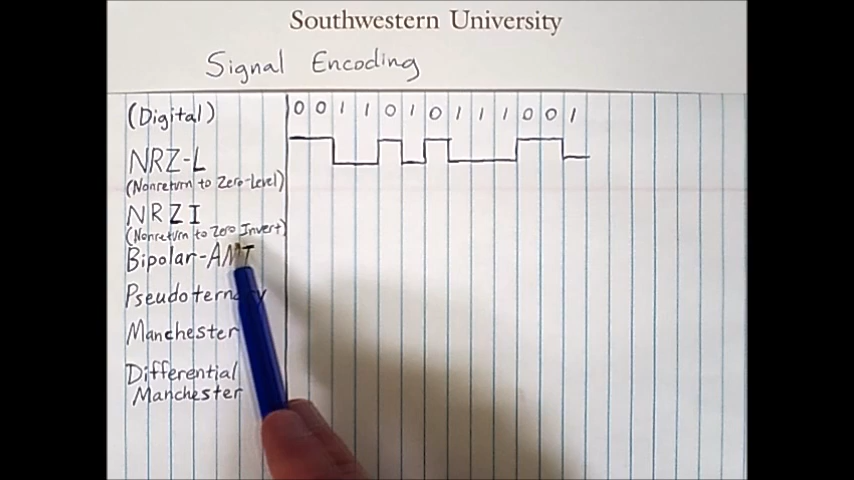 Southwestern University
Signal Encoding
(Digital) 0 0 1 1 0 1 0 1 1 1 0 0 1
NRZ-L
(Nonreturn to Zero-Level)
NRZI
(Nonreturn to Zero Invert)
Bipolar-AMI
Pseudoternary
Manchester
Differential
Manchester